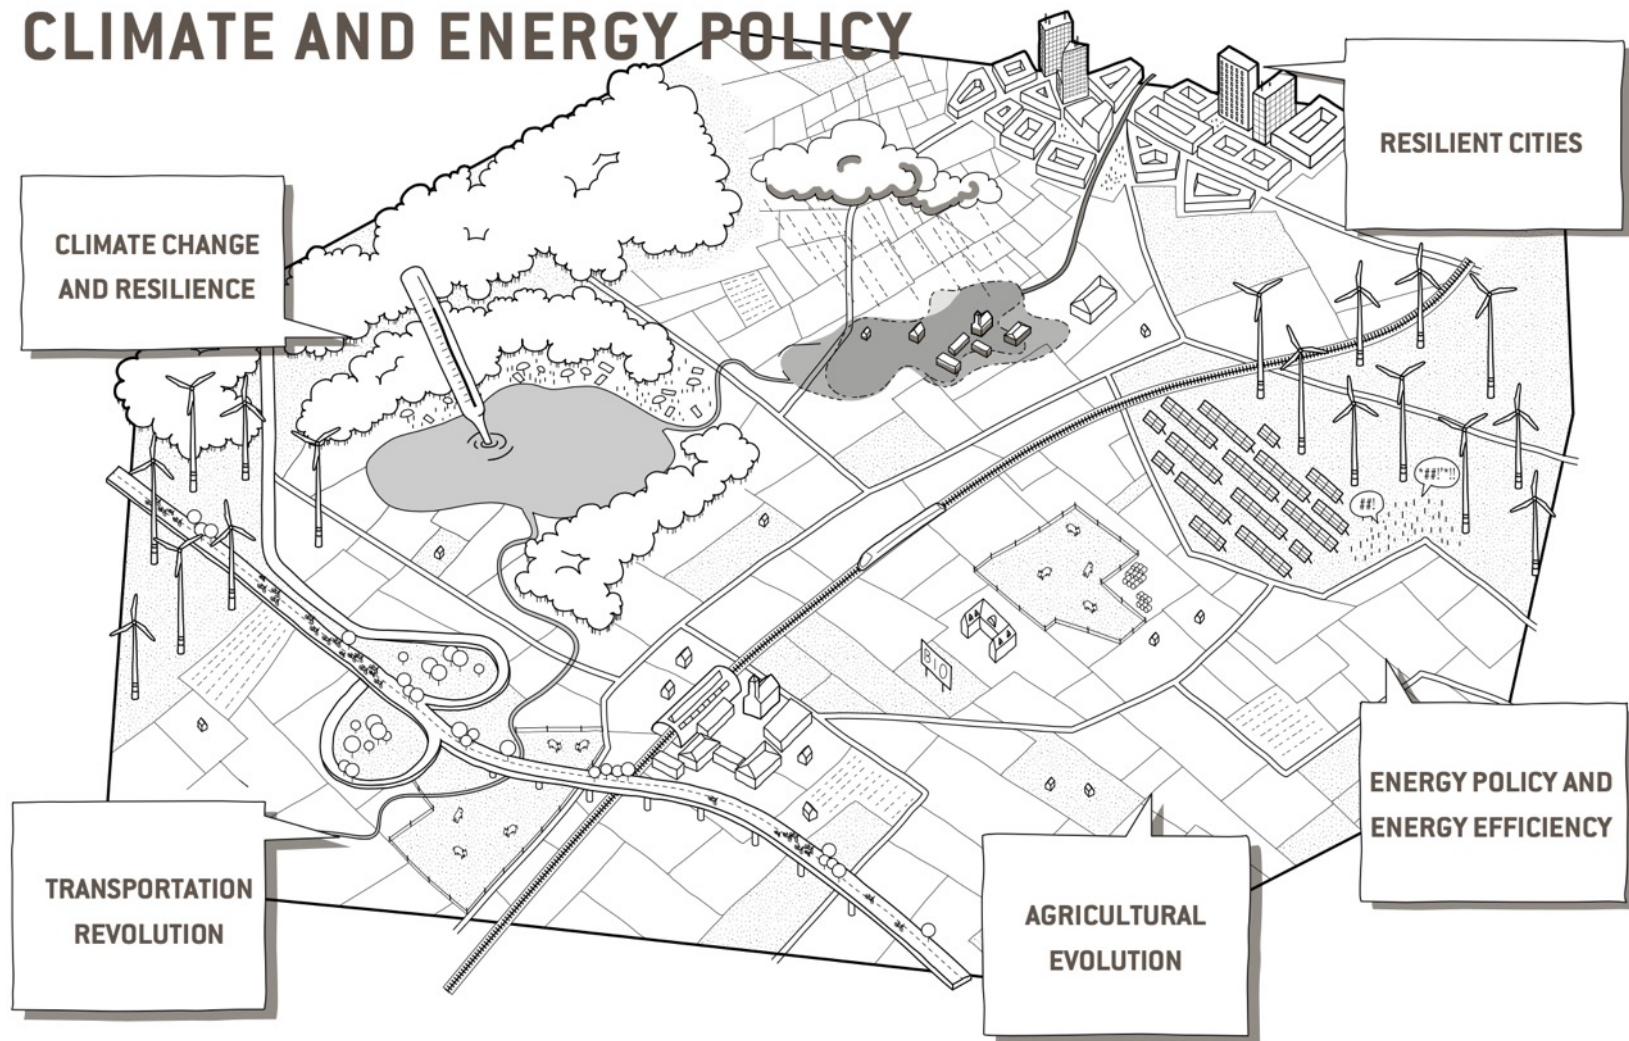 CLIMATE AND ENERGY POLICY
RESILIENT CITIES
CLIMATE CHANGE
AND RESILIENCE
*##!*!!
##!
BIO
ENERGY POLICY AND
ENERGY EFFICIENCY
TRANSPORTATION
REVOLUTION
AGRICULTURAL
EVOLUTION